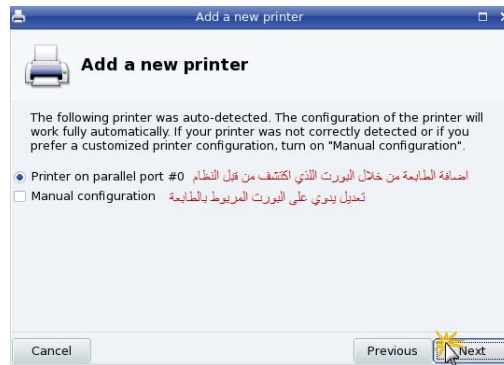 Add a new printer
Add a new printer
The following printer was auto-detected. The configuration of the printer will
work fully automatically. If your printer was not correctly detected or if you
prefer a customized printer configuration, turn on "Manual configuration".
Printer on parallel port #0 اضافة الطابعة من خلال البورت اللذي اكتشف من قبل النظام
Manual configuration تعديل يدوي على البورت المربوط بالطابعة
Cancel Previous Next